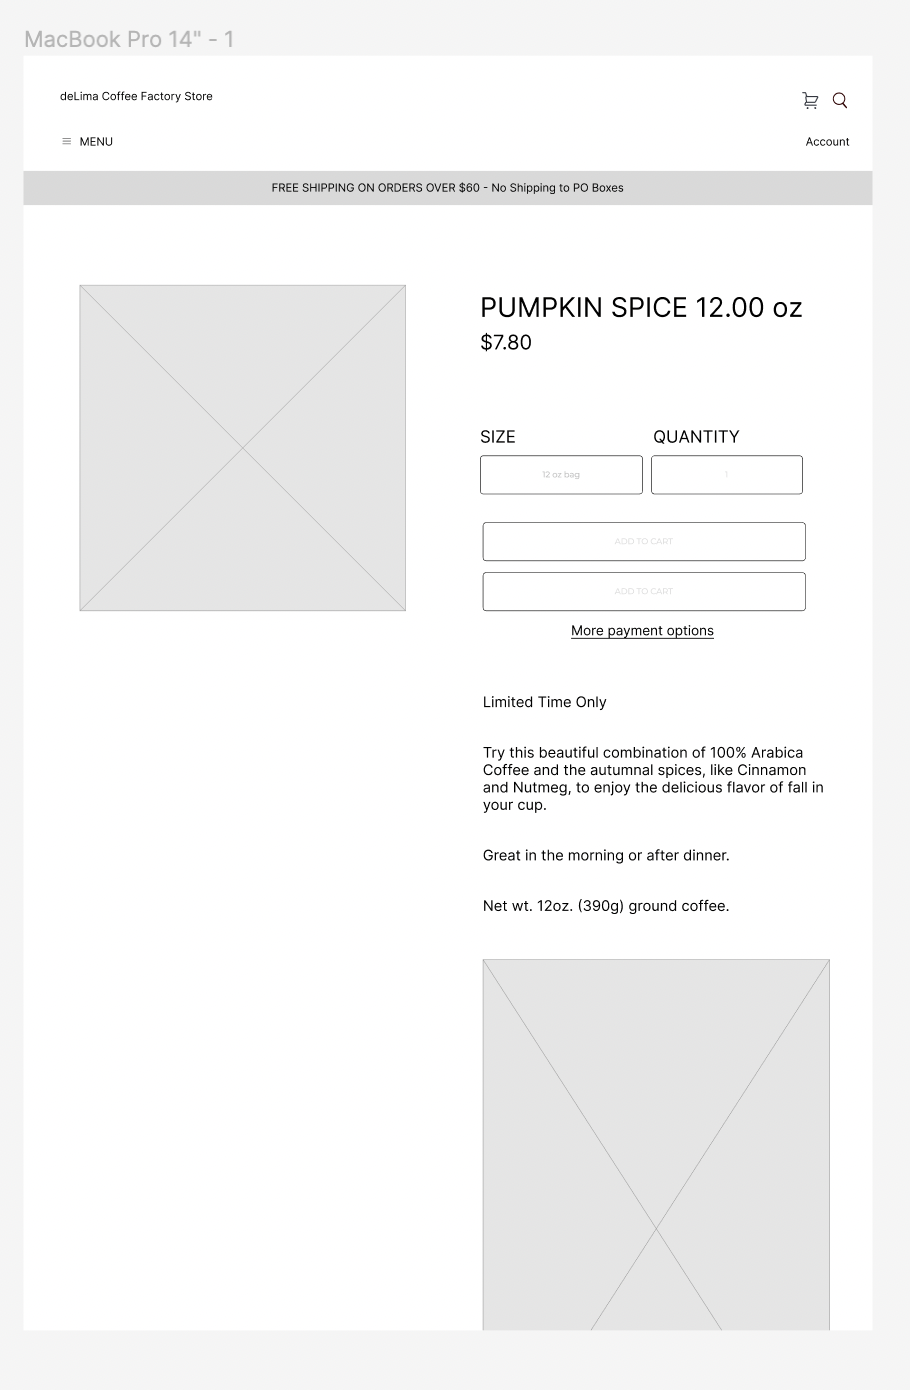 MacBook Pro 14" - 1
deLima Coffee Factory Store
MENU
Account
FREE SHIPPING ON ORDERS OVER $60 - No Shipping to PO Boxes
PUMPKIN SPICE 12.00 oz
$7.80
SIZE
QUANTITY
12 oz bag
1
ADD TO CART
ADD TO CART
More payment options
Limited Time Only
Try this beautiful combination of 100% Arabica
Coffee and the autumnal spices, like Cinnamon
and Nutmeg, to enjoy the delicious flavor of fall in
your cup.
Great in the morning or after dinner.
Net wt. 12oz. (390g) ground coffee.